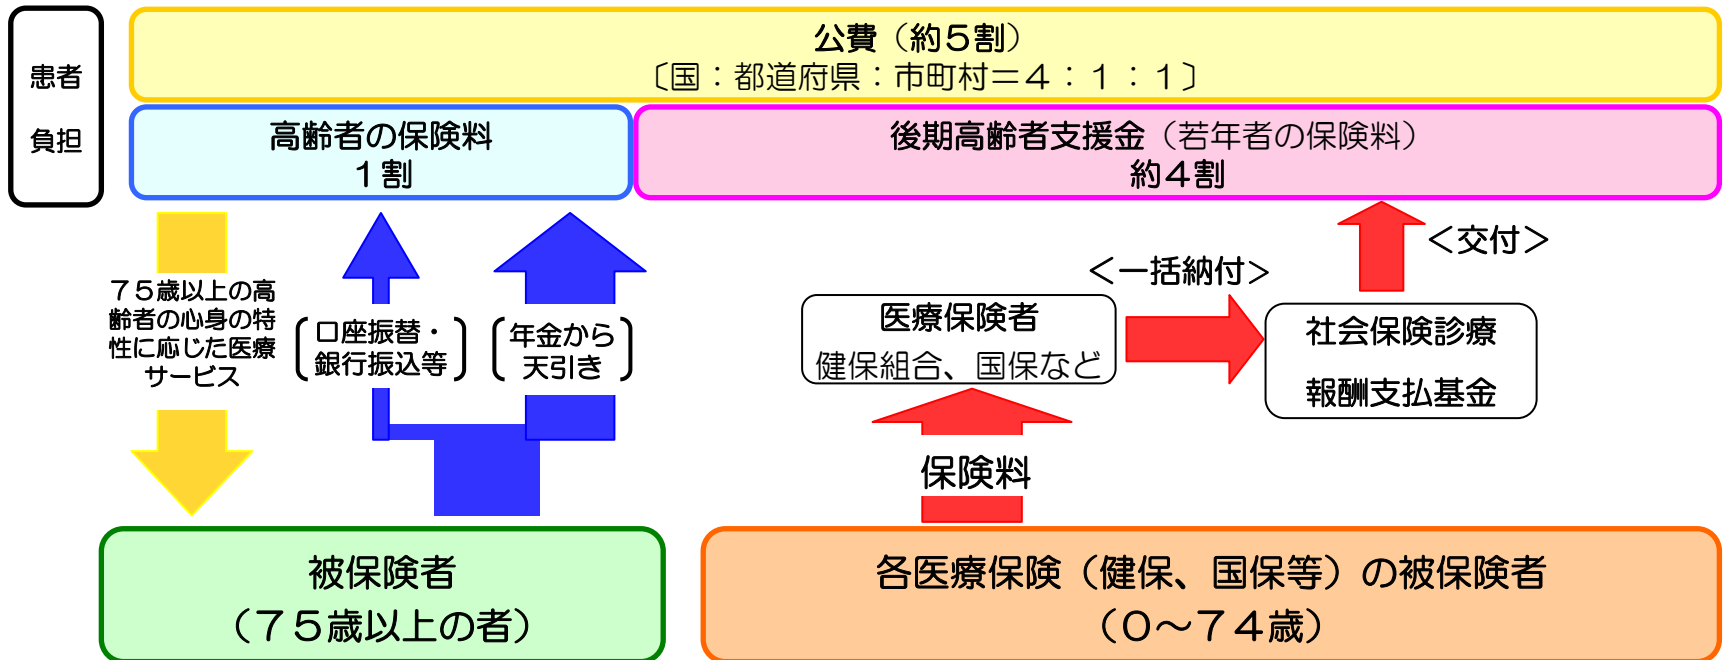 患者
負担
公費（約５割）
〔国：都道府県：市町村＝４：１：１〕
高齢者の保険料
１割
後期高齢者支援金（若年者の保険料）
約４割
７５歳以上の高
齢者の心身の特
性に応じた医療
サービス
口座振替・
銀行振込等
年金から
天引き
＜一括納付＞
＜交付＞
医療保険者
健保組合、国保など
社会保険診療
報酬支払基金
保険料
被保険者
（７５歳以上の者）
各医療保険（健保、国保等）の被保険者
（０～７４歳）